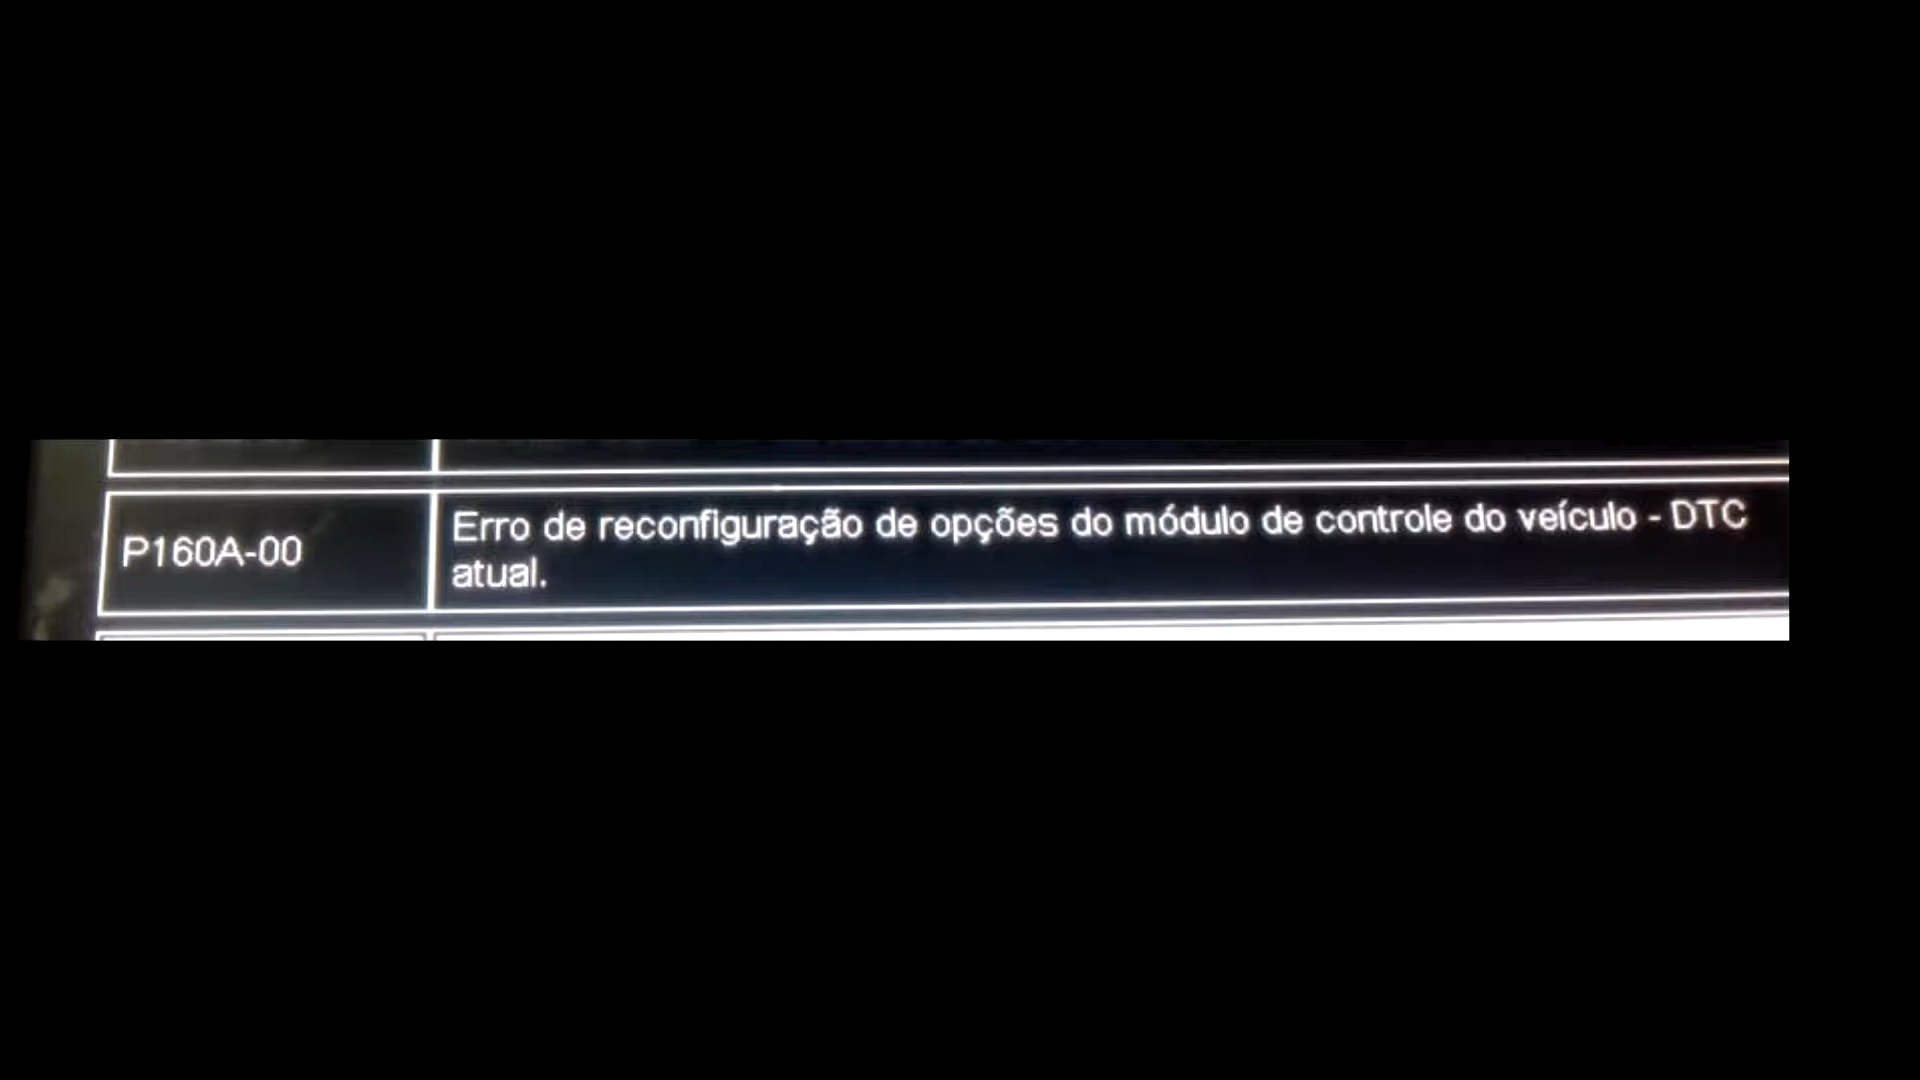 P160A-00
Erro de reconfiguração de opções do módulo de controle do veículo - DTC
atual.